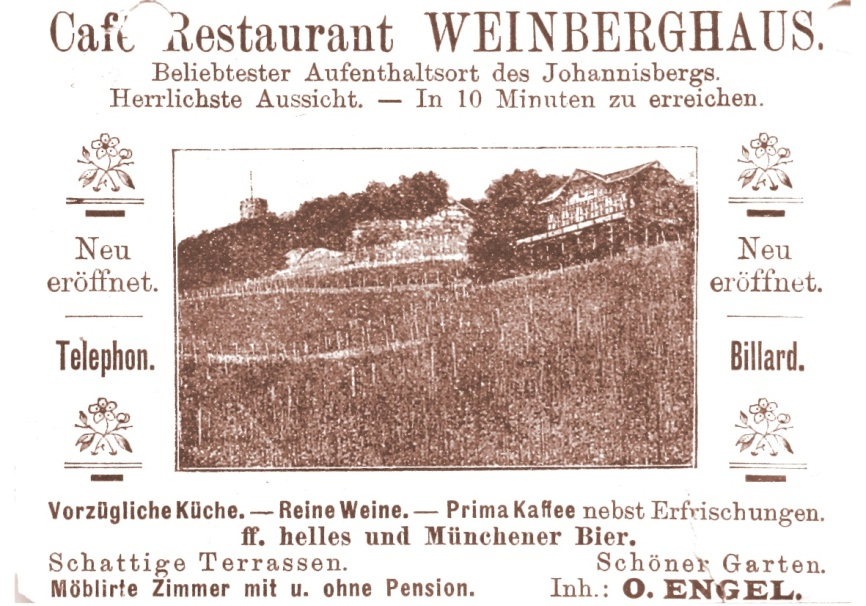 Café Restaurant WEINBERGHAUS.
Beliebtester Aufenthaltsort des Johannisbergs.
Herrlichste Aussicht. — In 10 Minuten zu erreichen.
Neu
eröffnet.
Telephon.
Neu
eröffnet.
Billard.
Vorzügliche Küche. — Reine Weine. — Prima Kaffee nebst Erfrischungen.
ff. helles und Münchener Bier.
Schattige Terrassen. Schöner Garten.
Möblirte Zimmer mit u. ohne Pension. Inh.: O. ENGEL.